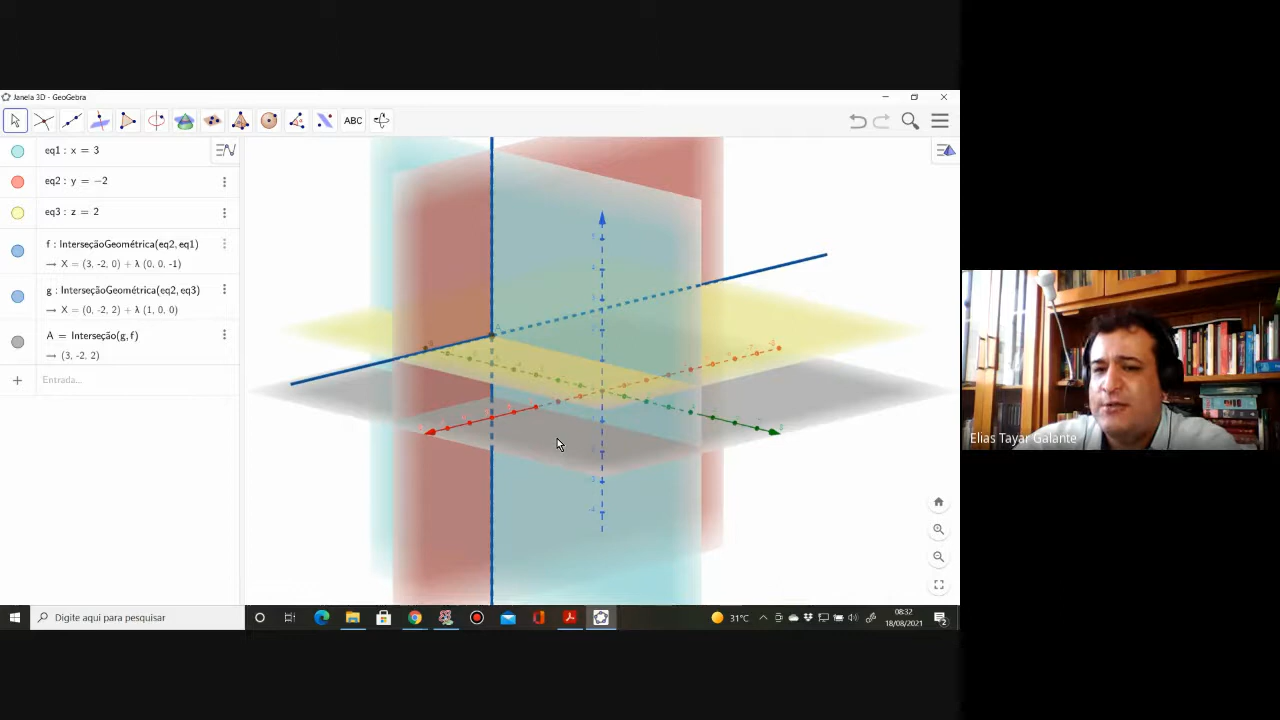 Janela 3D - GeoGebra
ABC
eq1 : x = 3
eq2 : y = −2
eq3 : z = 2
f : InterseçãoGeométrica(eq2, eq1)
→ X = (3, -2, 0) + λ (0, 0, -1)
g : InterseçãoGeométrica(eq2, eq3)
→ X = (0, -2, 2) + λ (1, 0, 0)
A = Interseção(g, f)
→ (3, -2, 2)
Entrada...
A
Elias Tayar Galante
Digite aqui para pesquisar
31°C
08:32
18/08/2021